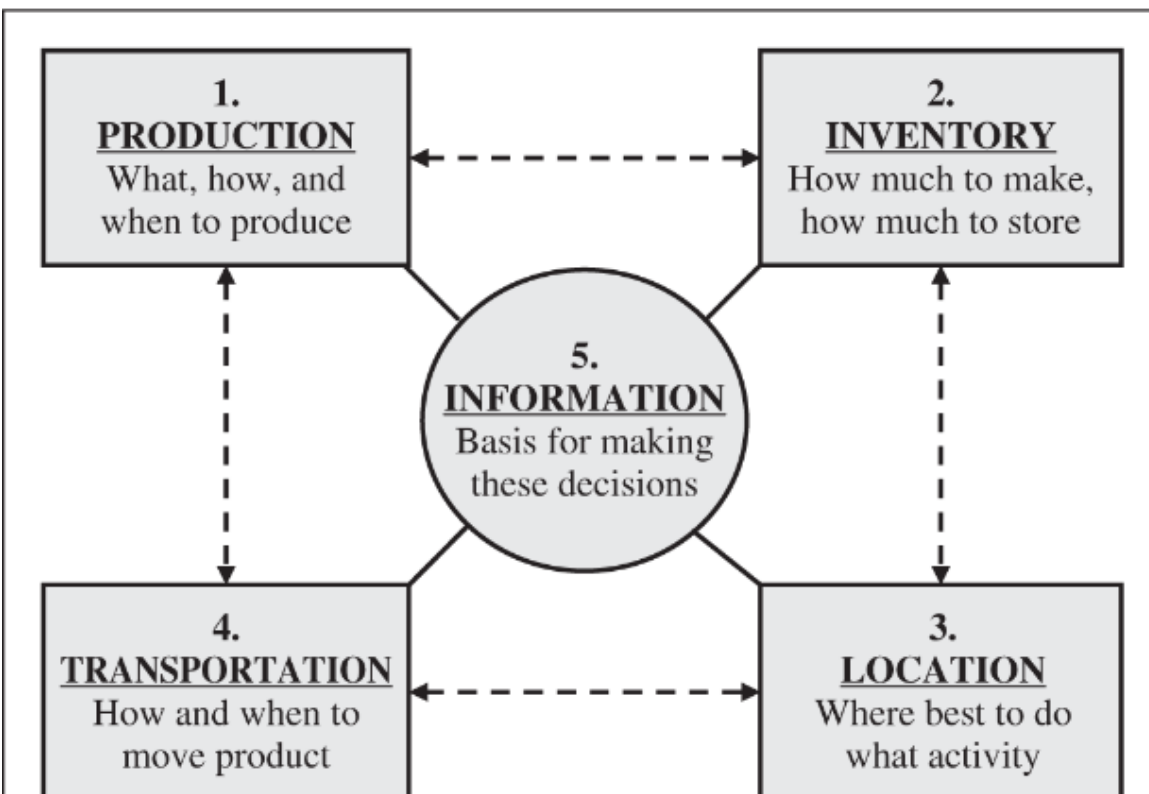 1.
PRODUCTION
What, how, and
when to produce
2.
INVENTORY
How much to make,
how much to store
5.
INFORMATION
Basis for making
these decisions
4.
TRANSPORTATION
How and when to
move product
3.
LOCATION
Where best to do
what activity